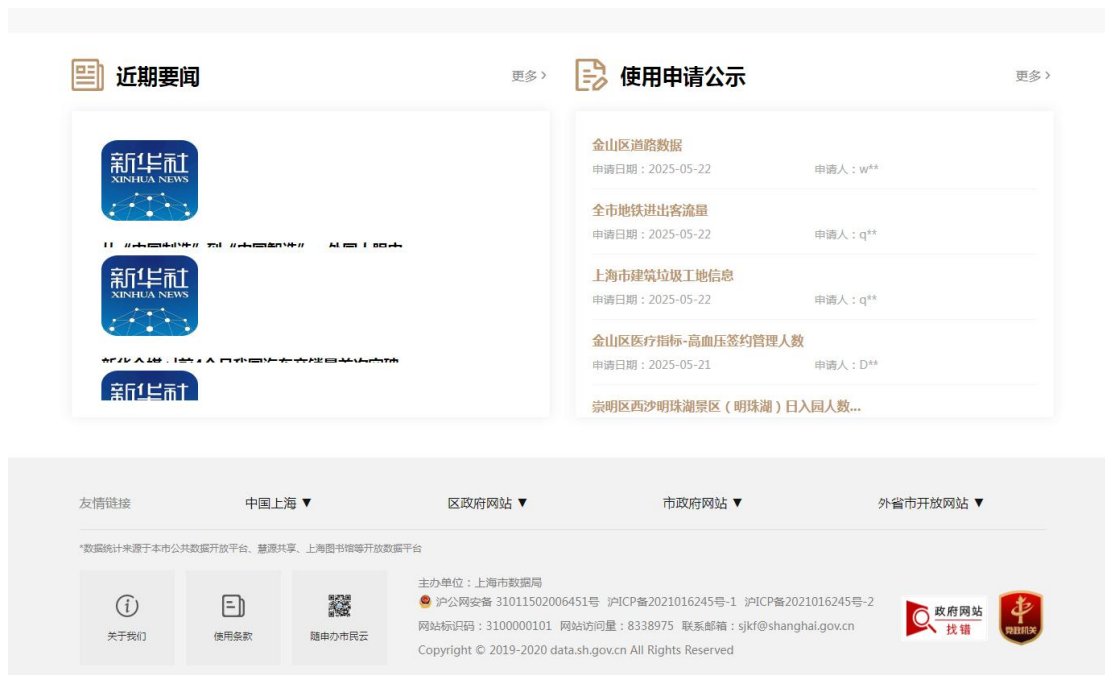 近期要闻
更多 >
新华社
XINHUA NEWS
新华社
XINHUA NEWS
新华社
使用申请公示
更多 >
金山区道路数据
申请日期：2025-05-22 申请人：w**
全市地铁进出客流量
申请日期：2025-05-22 申请人：q**
上海市建筑垃圾工地信息
申请日期：2025-05-22 申请人：q**
金山区医疗指标-高血压签约管理人数
申请日期：2025-05-21 申请人：D**
崇明区西沙明珠湖景区（明珠湖）日入园人数...
友情链接 中国上海 ▼ 区政府网站 ▼ 市政府网站 ▼ 外省市开放网站 ▼
*数据统计来源于本市公共数据开放平台、慧源共享、上海图书馆等开放数据平台
关于我们
使用条款
随申办市民云
主办单位：上海市数据局
沪公网安备 31011502006451号 沪ICP备2021016245号-1 沪ICP备2021016245号-2
网站标识码：3100000101 网站访问量：8338975 联系邮箱：sjkf@shanghai.gov.cn
Copyright © 2019-2020 data.sh.gov.cn All Rights Reserved
政府网站
找错
党政机关